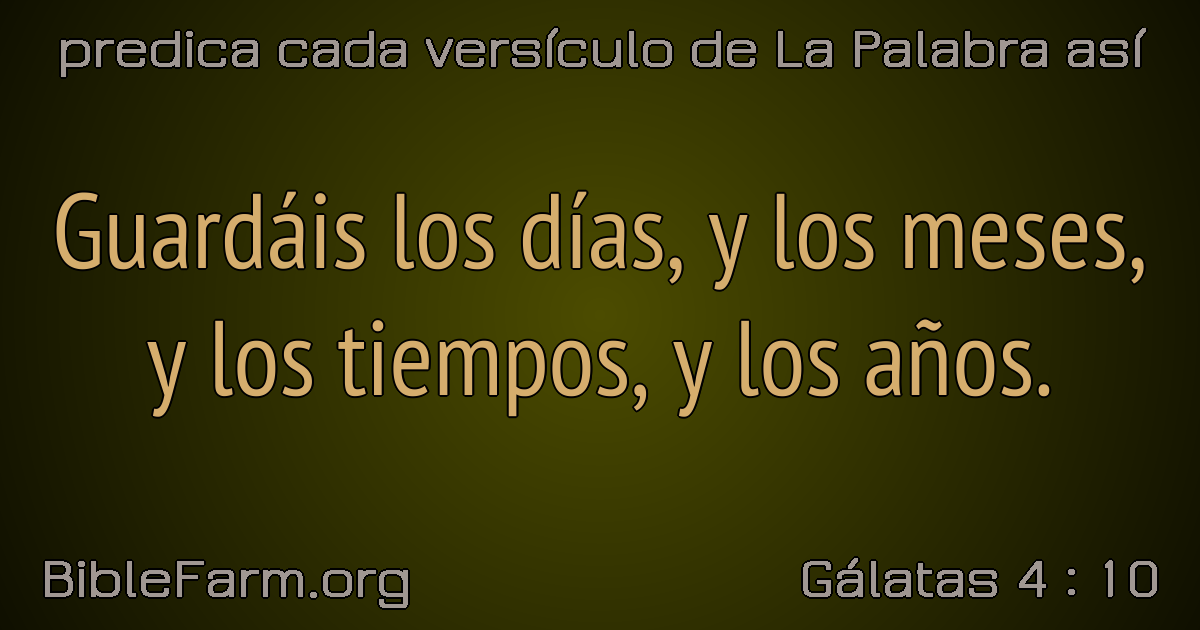 predica cada versículo de La Palabra así
Guardáis los días, y los meses,
y los tiempos, y los años.
BibleFarm.org
Gálatas 4 : 10